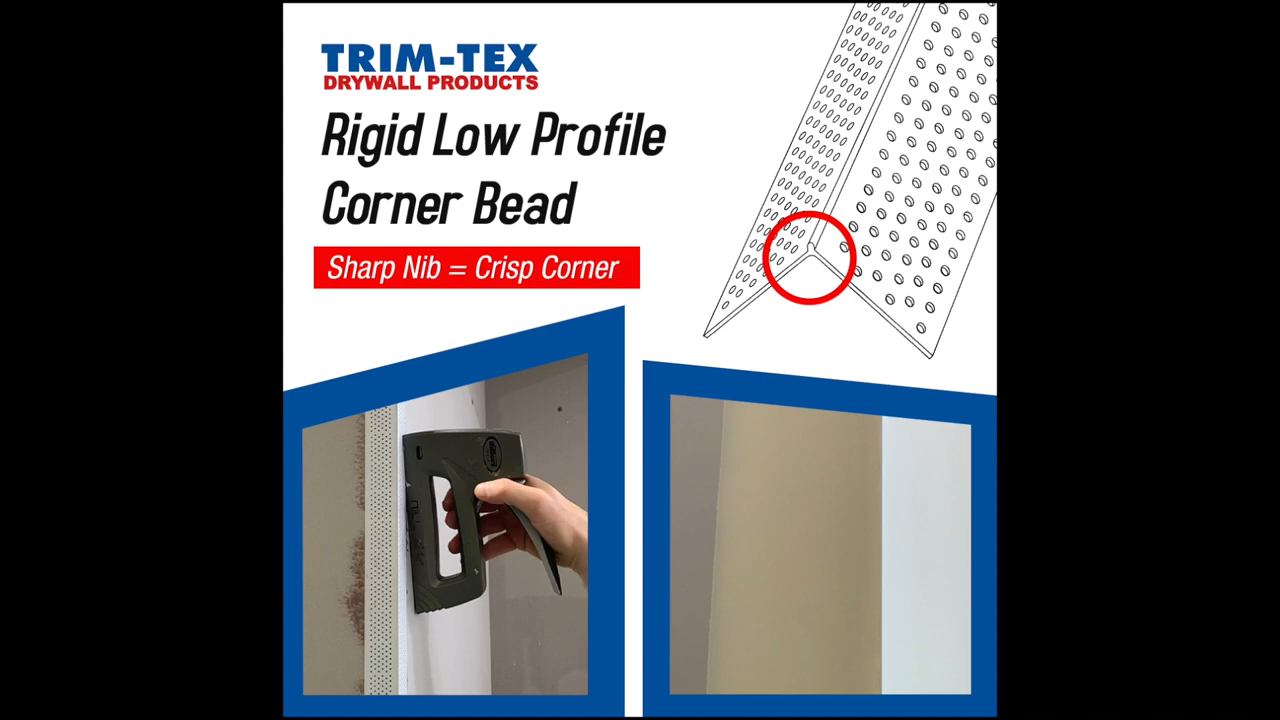 TRIM-TEX
DRYWALL PRODUCTS
Rigid Low Profile
Corner Bead
Sharp Nib = Crisp Corner